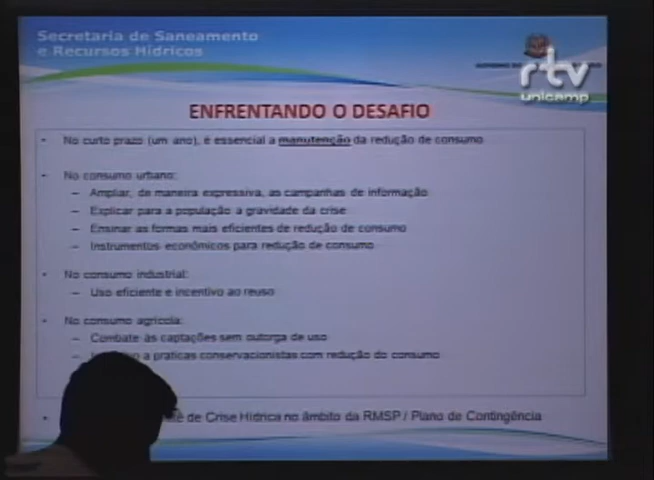 Secretaria de Saneamento
e Recursos Hídricos
rtv
unicamp
ENFRENTANDO O DESAFIO
• No curto prazo (um ano), é essencial a manutenção da redução de consumo
• No consumo urbano:
– Ampliar, de maneira expressiva, as campanhas de informação
– Explicar para a população a gravidade da crise
– Ensinar as formas mais eficientes de redução de consumo
– Instrumentos econômicos para redução de consumo
• No consumo industrial:
– Uso eficiente e incentivo ao reuso
• No consumo agrícola:
– Combate às captações sem outorga de uso
– a praticas conservacionistas com redução do consumo
• de Crise Hídrica no âmbito da RMSP / Plano de Contingência